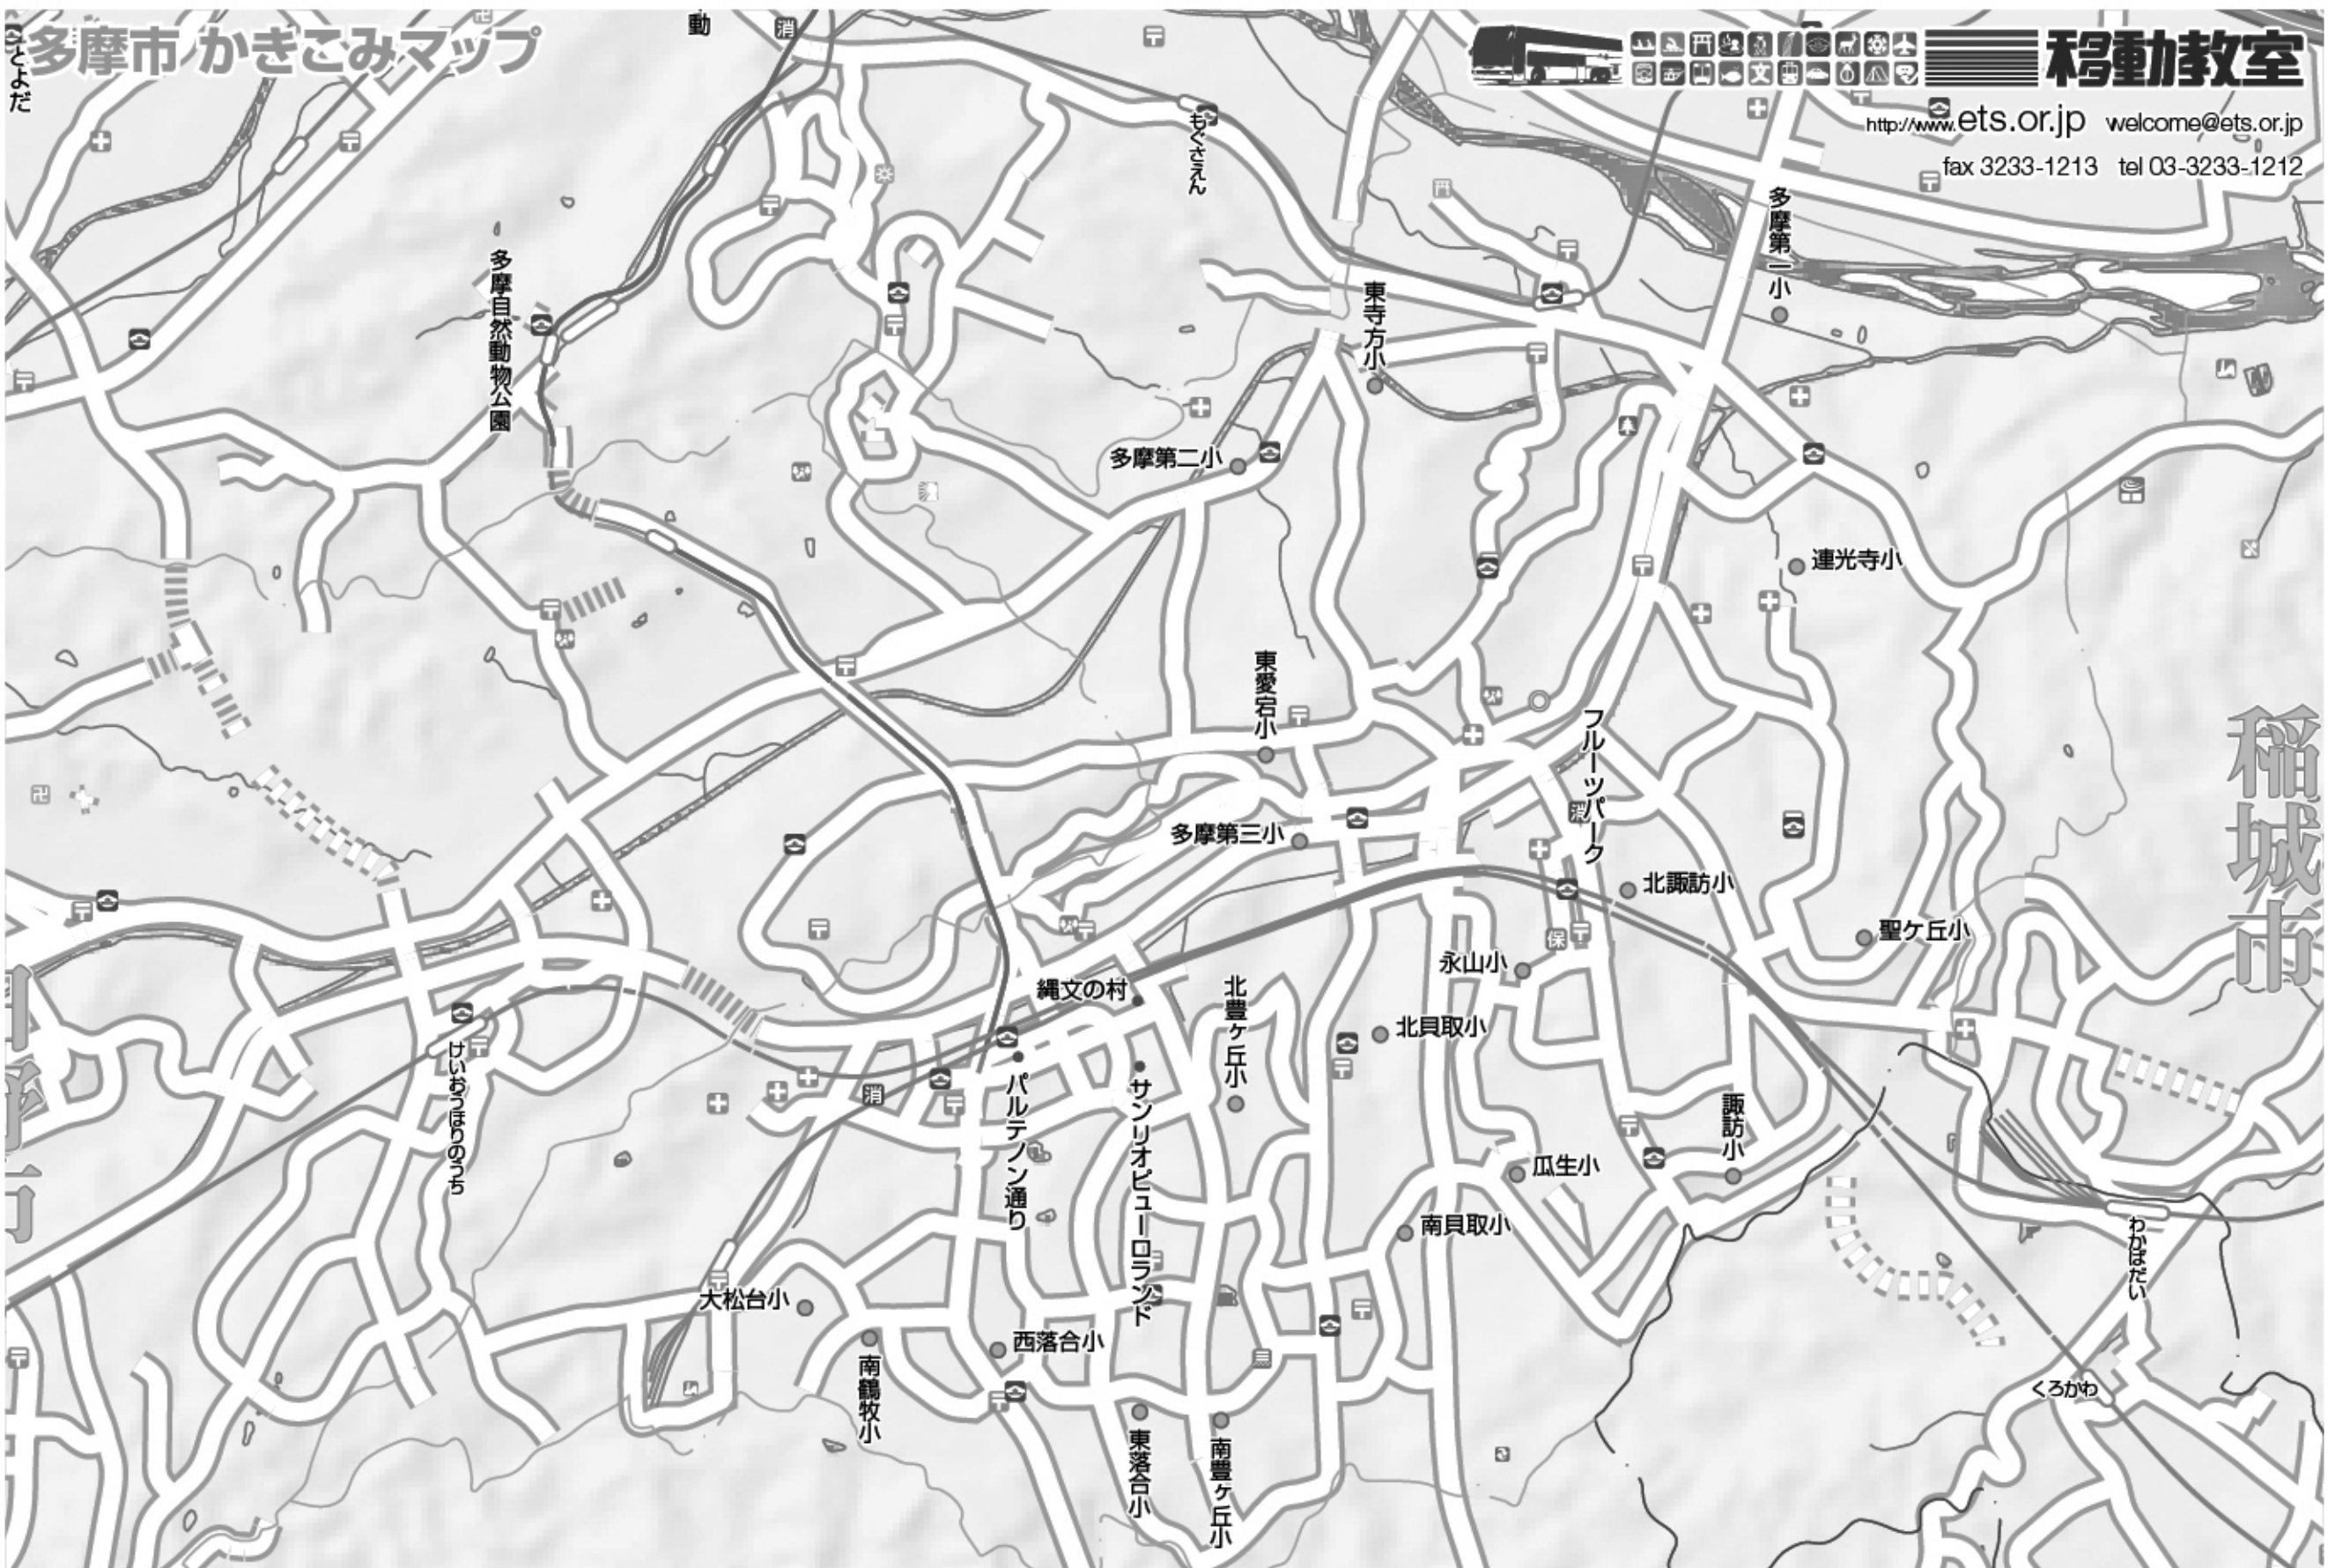 多摩市 かきこみマップ
移動教室
http://www.ets.or.jp welcome@ets.or.jp
fax 3233-1213 tel 03-3233-1212
とよだ
動
消
もぐさえん
多摩第一小
多摩自然動物公園
東寺方小
多摩第二小
連光寺小
東愛宕小
フルーツパーク
消
稲城市
多摩第三小
北諏訪小
聖ケ丘小
保
永山小
縄文の村
北豊ヶ丘小
北貝取小
けいおうほりのうち
消
パルテノン通り
サンリオピューロランド
諏訪小
瓜生小
南貝取小
わかばだい
大松台小
西落合小
南鶴牧小
くろかわ
東落合小
南豊ヶ丘小